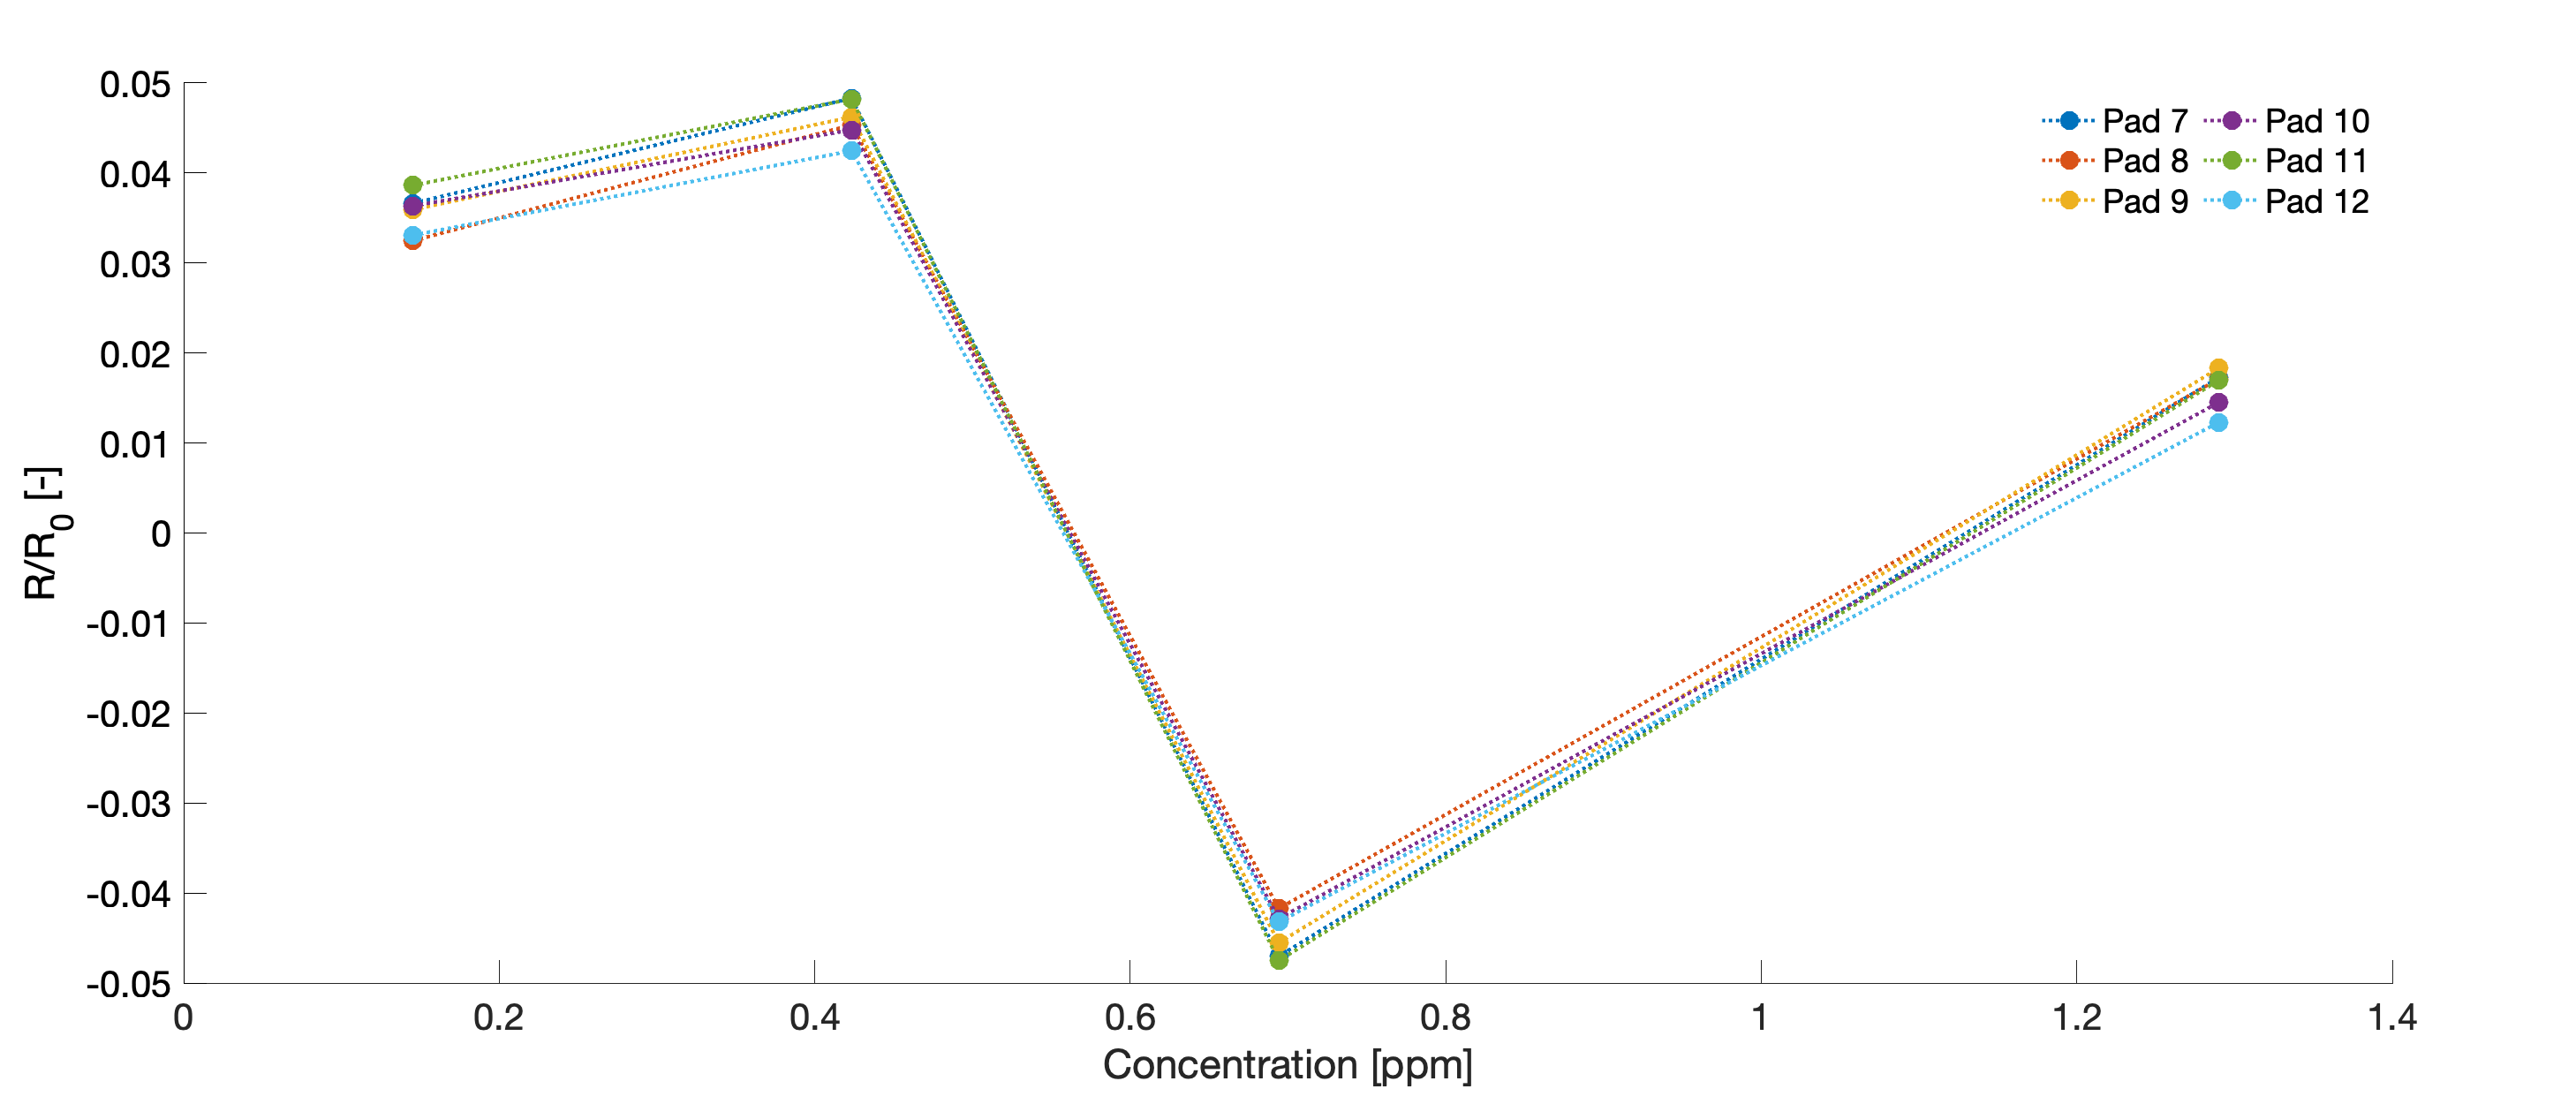 0.05
0.04
0.03
0.02
0.01
0
-0.01
-0.02
-0.03
-0.04
-0.05
R/R0 [-]
0 0.2 0.4 0.6 0.8 1 1.2 1.4
Concentration [ppm]
Pad 7 Pad 10
Pad 8 Pad 11
Pad 9 Pad 12